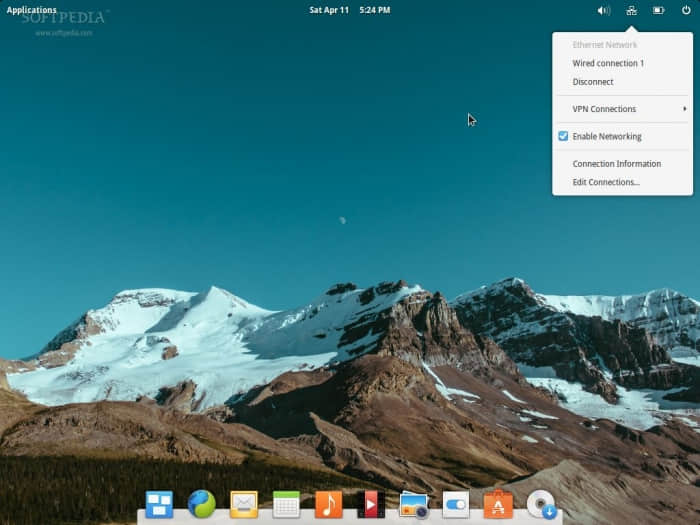 Applications
SOFTPEDIA
www.softpedia.com
Sat Apr 11 5:24 PM
Ethernet Network
Wired connection 1
Disconnect
VPN Connections
Enable Networking
Connection Information
Edit Connections...